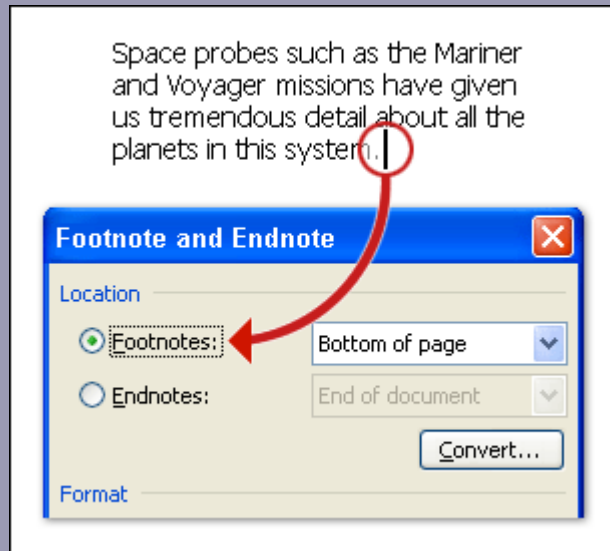 Space probes such as the Mariner
and Voyager missions have given
us tremendous detail about all the
planets in this system.
Footnote and Endnote
Location
Footnotes: Bottom of page
Endnotes: End of document
Convert...
Format